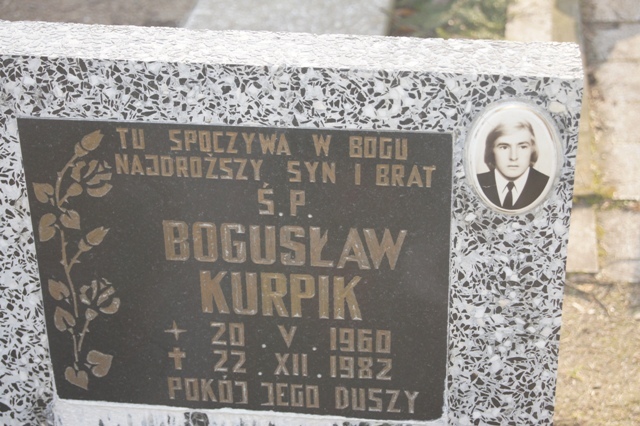 TU SPOCZYWA W BOGU
NAJDROŻSZY SYN I BRAT
Ś.P.
BOGUSŁAW
KURPIK
20.V.1960
✝ 22.XII.1982
POKÓJ JEGO DUSZY